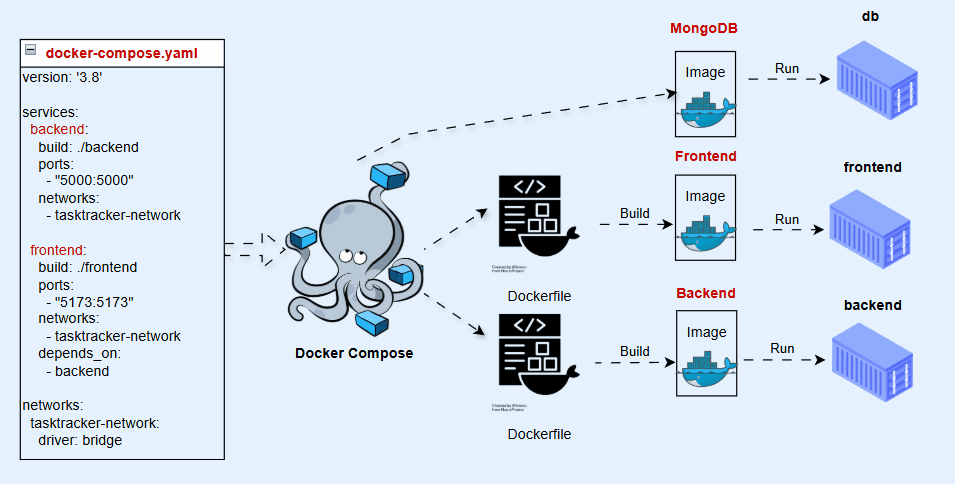 docker-compose.yaml
version: '3.8'
services:
backend:
build: ./backend
ports:
- "5000:5000"
networks:
- tasktracker-network
frontend:
build: ./frontend
ports:
- "5173:5173"
networks:
- tasktracker-network
depends_on:
- backend
networks:
tasktracker-network:
driver: bridge
Docker Compose
MongoDB
Image
Run
db
</>
Dockerfile
Build
Frontend
Image
Run
frontend
</>
Dockerfile
Build
Backend
Image
Run
backend